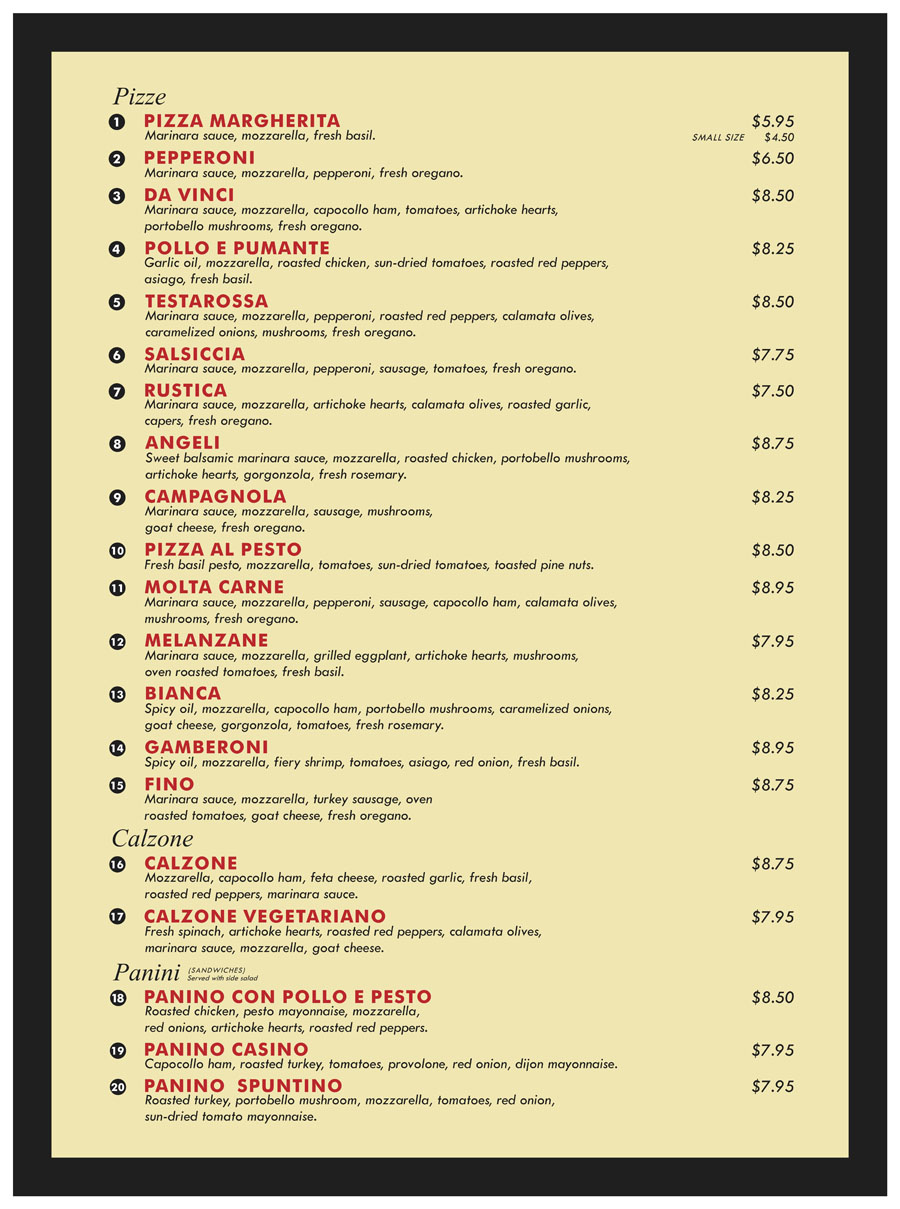 Pizze
1 PIZZA MARGHERITA $5.95
Marinara sauce, mozzarella, fresh basil. SMALL SIZE $4.50
2 PEPPERONI $6.50
Marinara sauce, mozzarella, pepperoni, fresh oregano.
3 DA VINCI $8.50
Marinara sauce, mozzarella, capocollo ham, tomatoes, artichoke hearts,
portobello mushrooms, fresh oregano.
4 POLLO E PUMANTE $8.25
Garlic oil, mozzarella, roasted chicken, sun-dried tomatoes, roasted red peppers,
asiago, fresh basil.
5 TESTAROSSA $8.50
Marinara sauce, mozzarella, pepperoni, roasted red peppers, calamata olives,
caramelized onions, mushrooms, fresh oregano.
6 SALSICCIA $7.75
Marinara sauce, mozzarella, pepperoni, sausage, tomatoes, fresh oregano.
7 RUSTICA $7.50
Marinara sauce, mozzarella, artichoke hearts, calamata olives, roasted garlic,
capers, fresh oregano.
8 ANGELI $8.75
Sweet balsamic marinara sauce, mozzarella, roasted chicken, portobello mushrooms,
artichoke hearts, gorgonzola, fresh rosemary.
9 CAMPAGNOLA $8.25
Marinara sauce, mozzarella, sausage, mushrooms,
goat cheese, fresh oregano.
10 PIZZA AL PESTO $8.50
Fresh basil pesto, mozzarella, tomatoes, sun-dried tomatoes, toasted pine nuts.
11 MOLTA CARNE $8.95
Marinara sauce, mozzarella, pepperoni, sausage, capocollo ham, calamata olives,
mushrooms, fresh oregano.
12 MELANZANE $7.95
Marinara sauce, mozzarella, grilled eggplant, artichoke hearts, mushrooms,
oven roasted tomatoes, fresh basil.
13 BIANCA $8.25
Spicy oil, mozzarella, capocollo ham, portobello mushrooms, caramelized onions,
goat cheese, gorgonzola, tomatoes, fresh rosemary.
14 GAMBERONI $8.95
Spicy oil, mozzarella, fiery shrimp, tomatoes, asiago, red onion, fresh basil.
15 FINO $8.75
Marinara sauce, mozzarella, turkey sausage, oven
roasted tomatoes, goat cheese, fresh oregano.
Calzone
16 CALZONE $8.75
Mozzarella, capocollo ham, feta cheese, roasted garlic, fresh basil,
roasted red peppers, marinara sauce.
17 CALZONE VEGETARIANO $7.95
Fresh spinach, artichoke hearts, roasted red peppers, calamata olives,
marinara sauce, mozzarella, goat cheese.
Panini (SANDWICHES)
Served with side salad
18 PANINO CON POLLO E PESTO $8.50
Roasted chicken, pesto mayonnaise, mozzarella,
red onions, artichoke hearts, roasted red peppers.
19 PANINO CASINO $7.95
Capocollo ham, roasted turkey, tomatoes, provolone, red onion, dijon mayonnaise.
20 PANINO SPUNTINO $7.95
Roasted turkey, portobello mushroom, mozzarella, tomatoes, red onion,
sun-dried tomato mayonnaise.